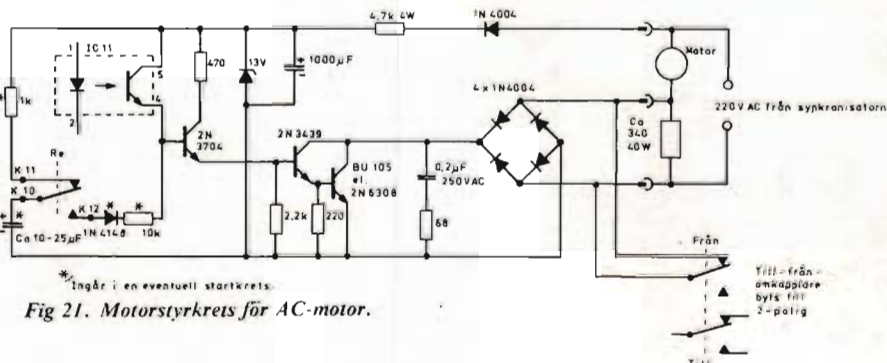 4,7k 4W
1N 4004
IC 11
1
5
4
2
470
13V
1000µF
Motor
4 x 1N4004
220V AC från synkronisatorn
1k
2N 3704
2N 3439
BU 105
el.
2N 6308
0,2µF
250VAC
Ca
340
40W
Re
K 11
K 10
K 12
1N 4148
10k
2,2k
220
68
Ca 10-25µF
Från
Till-från-
omkopplare
byts till
2-polig
Till
* Ingår i en eventuell startkrets.
Fig 21. Motorstyrkrets för AC-motor.